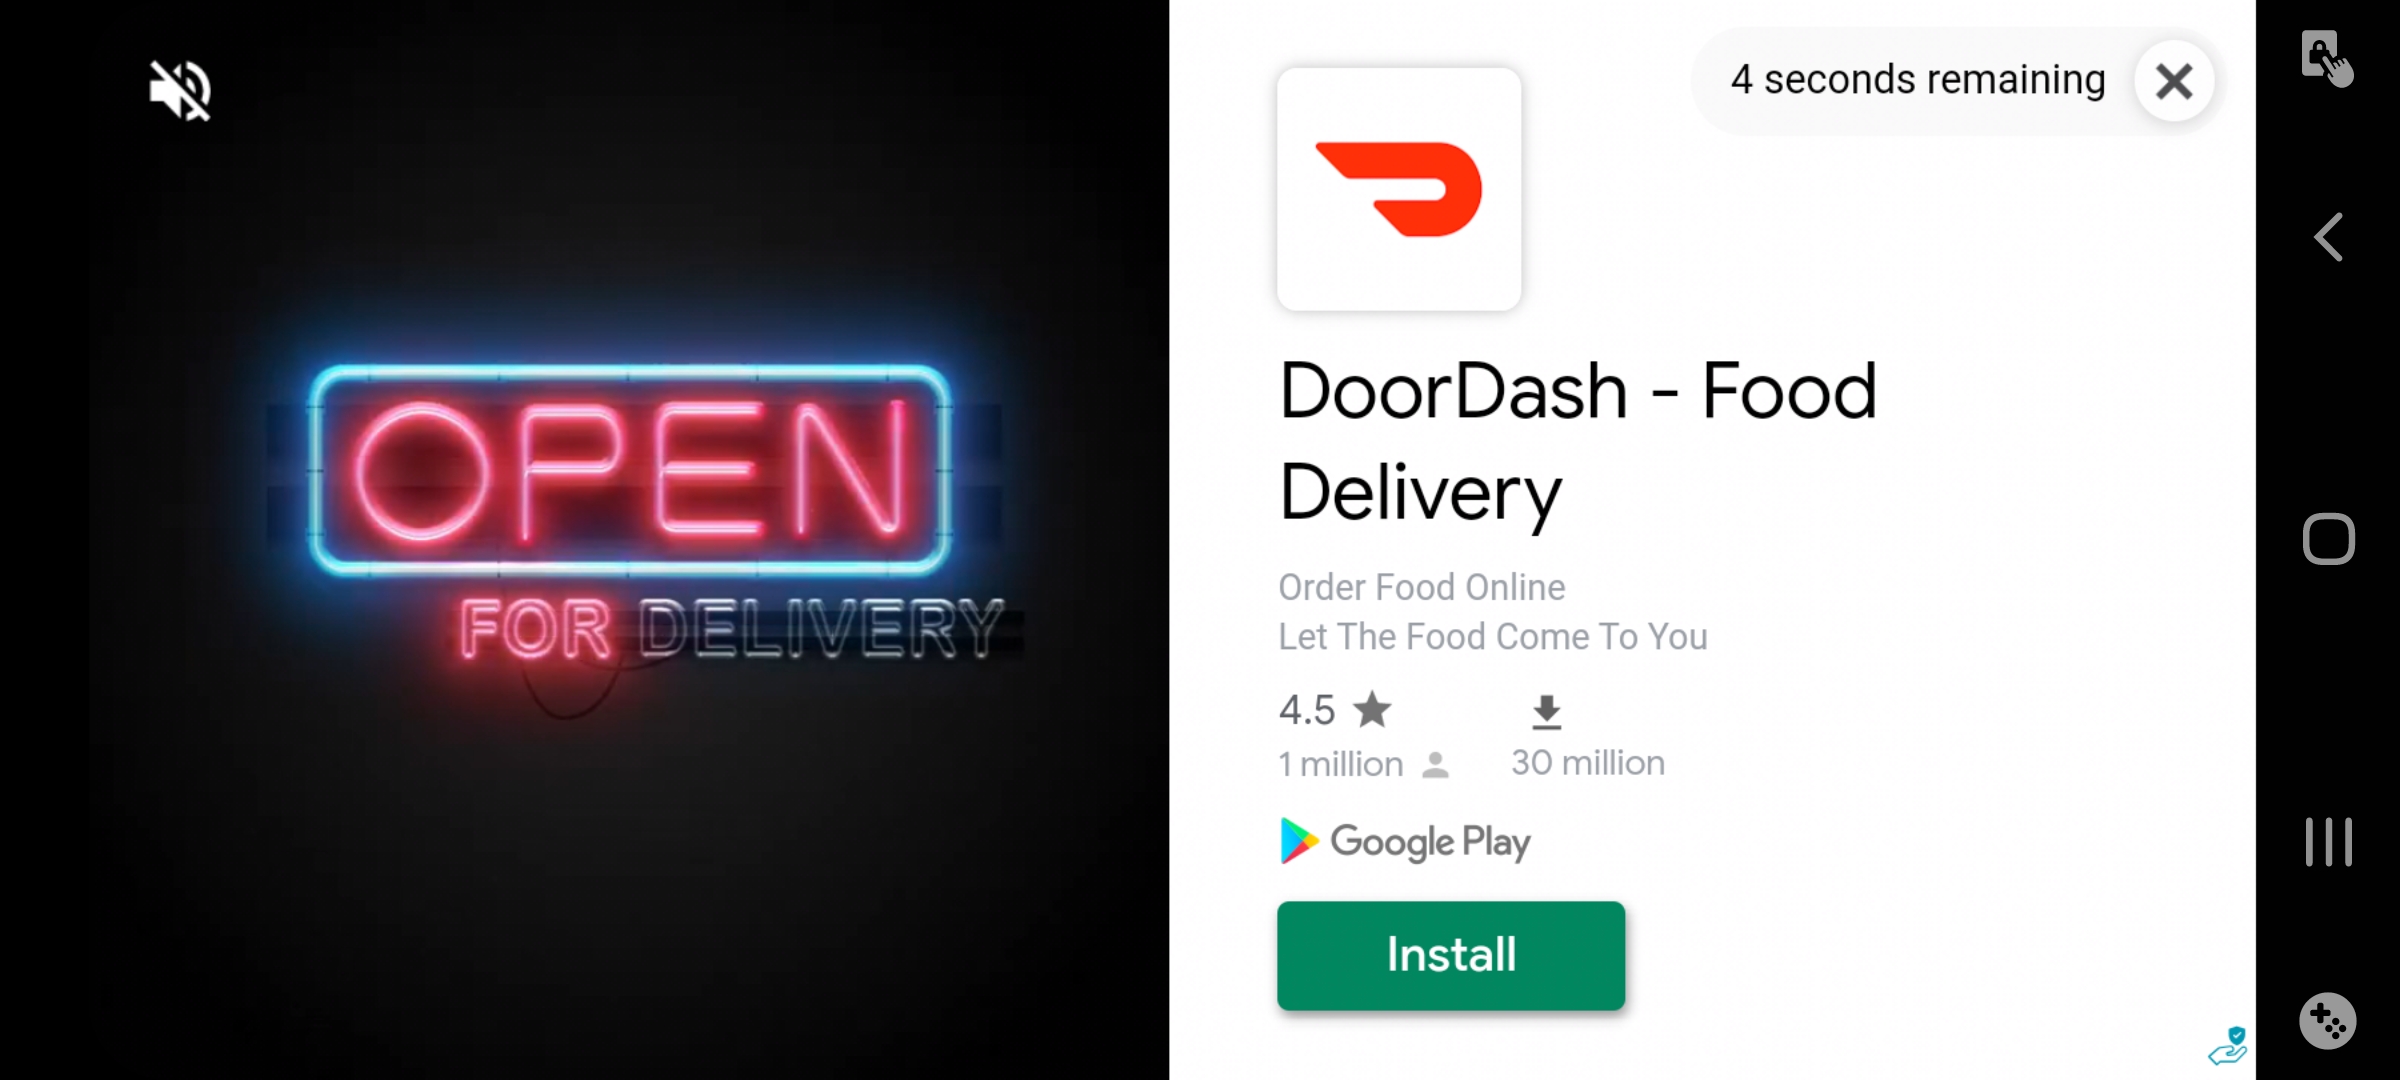 OPEN
FOR DELIVERY
4 seconds remaining
DoorDash - Food
Delivery
Order Food Online
Let The Food Come To You
4.5
1 million
30 million
Google Play
Install